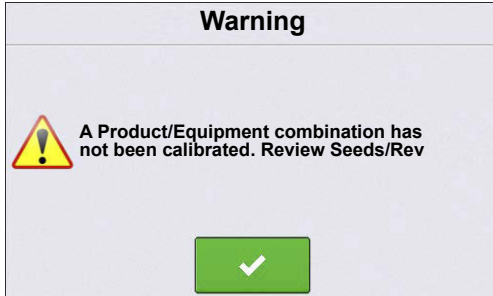 Warning
A Product/Equipment combination has
not been calibrated. Review Seeds/Rev